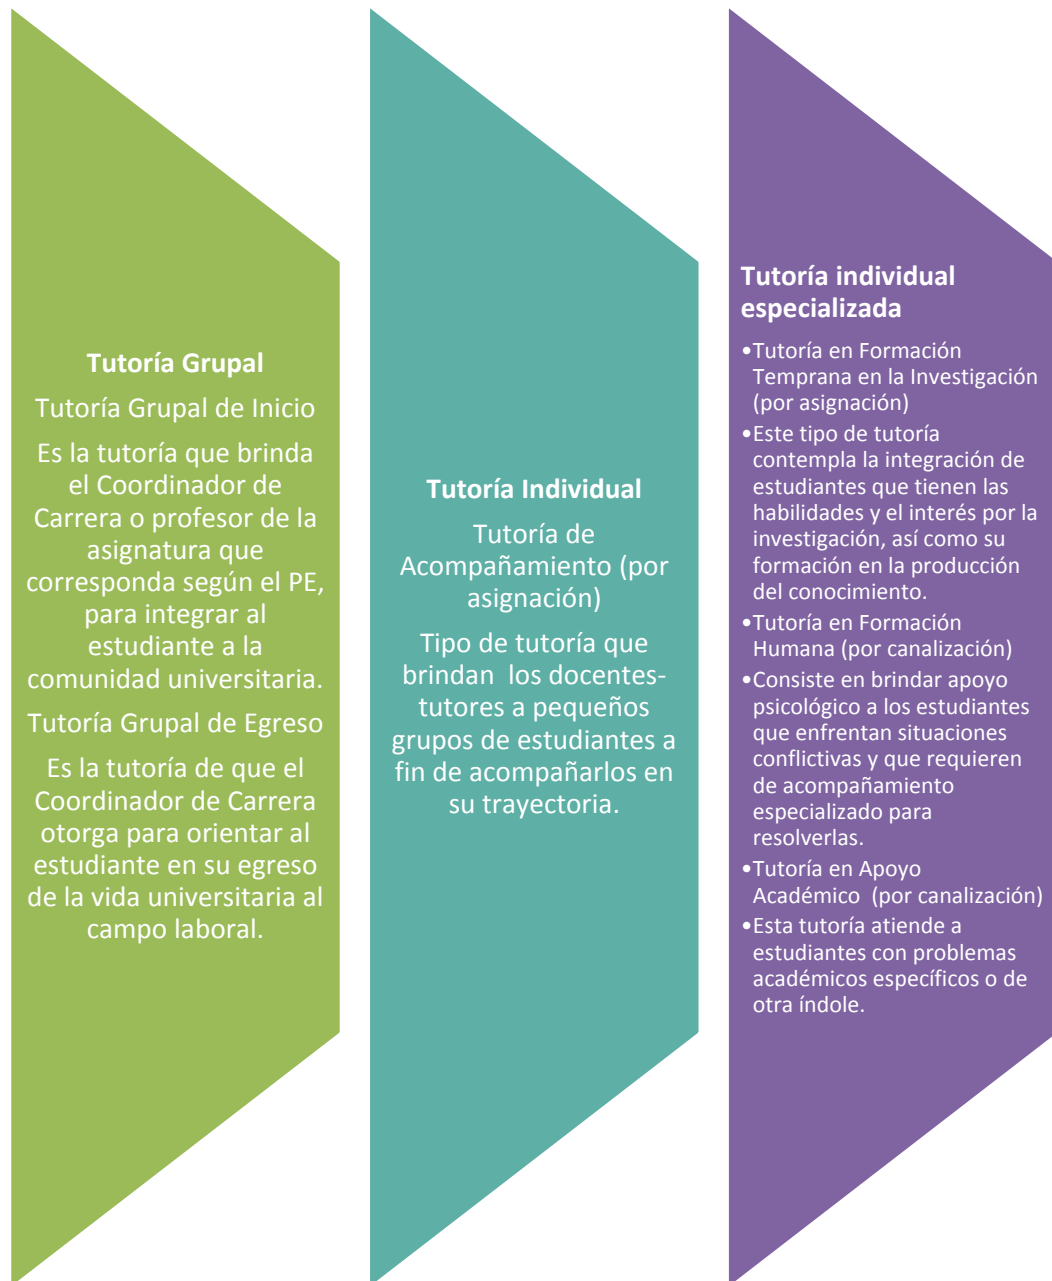 Tutoría Grupal
Tutoría Grupal de Inicio
Es la tutoría que brinda
el Coordinador de
Carrera o profesor de la
asignatura que
corresponda según el PE,
para integrar al
estudiante a la
comunidad universitaria.
Tutoría Grupal de Egreso
Es la tutoría de que el
Coordinador de Carrera
otorga para orientar al
estudiante en su egreso
de la vida universitaria al
campo laboral.
Tutoría Individual
Tutoría de
Acompañamiento (por
asignación)
Tipo de tutoría que
brindan  los docentes-
tutores a pequeños
grupos de estudiantes a
fin de acompañarlos en
su trayectoria.
Tutoría individual
especializada
•Tutoría en Formación
Temprana en la Investigación
(por asignación)
•Este tipo de tutoría
contempla la integración de
estudiantes que tienen las
habilidades y el interés por la
investigación, así como su
formación en la producción
del conocimiento.
•Tutoría en Formación
Humana (por canalización)
•Consiste en brindar apoyo
psicológico a los estudiantes
que enfrentan situaciones
conflictivas y que requieren
de acompañamiento
especializado para
resolverlas.
•Tutoría en Apoyo
Académico  (por canalización)
•Esta tutoría atiende a
estudiantes con problemas
académicos específicos o de
otra índole.